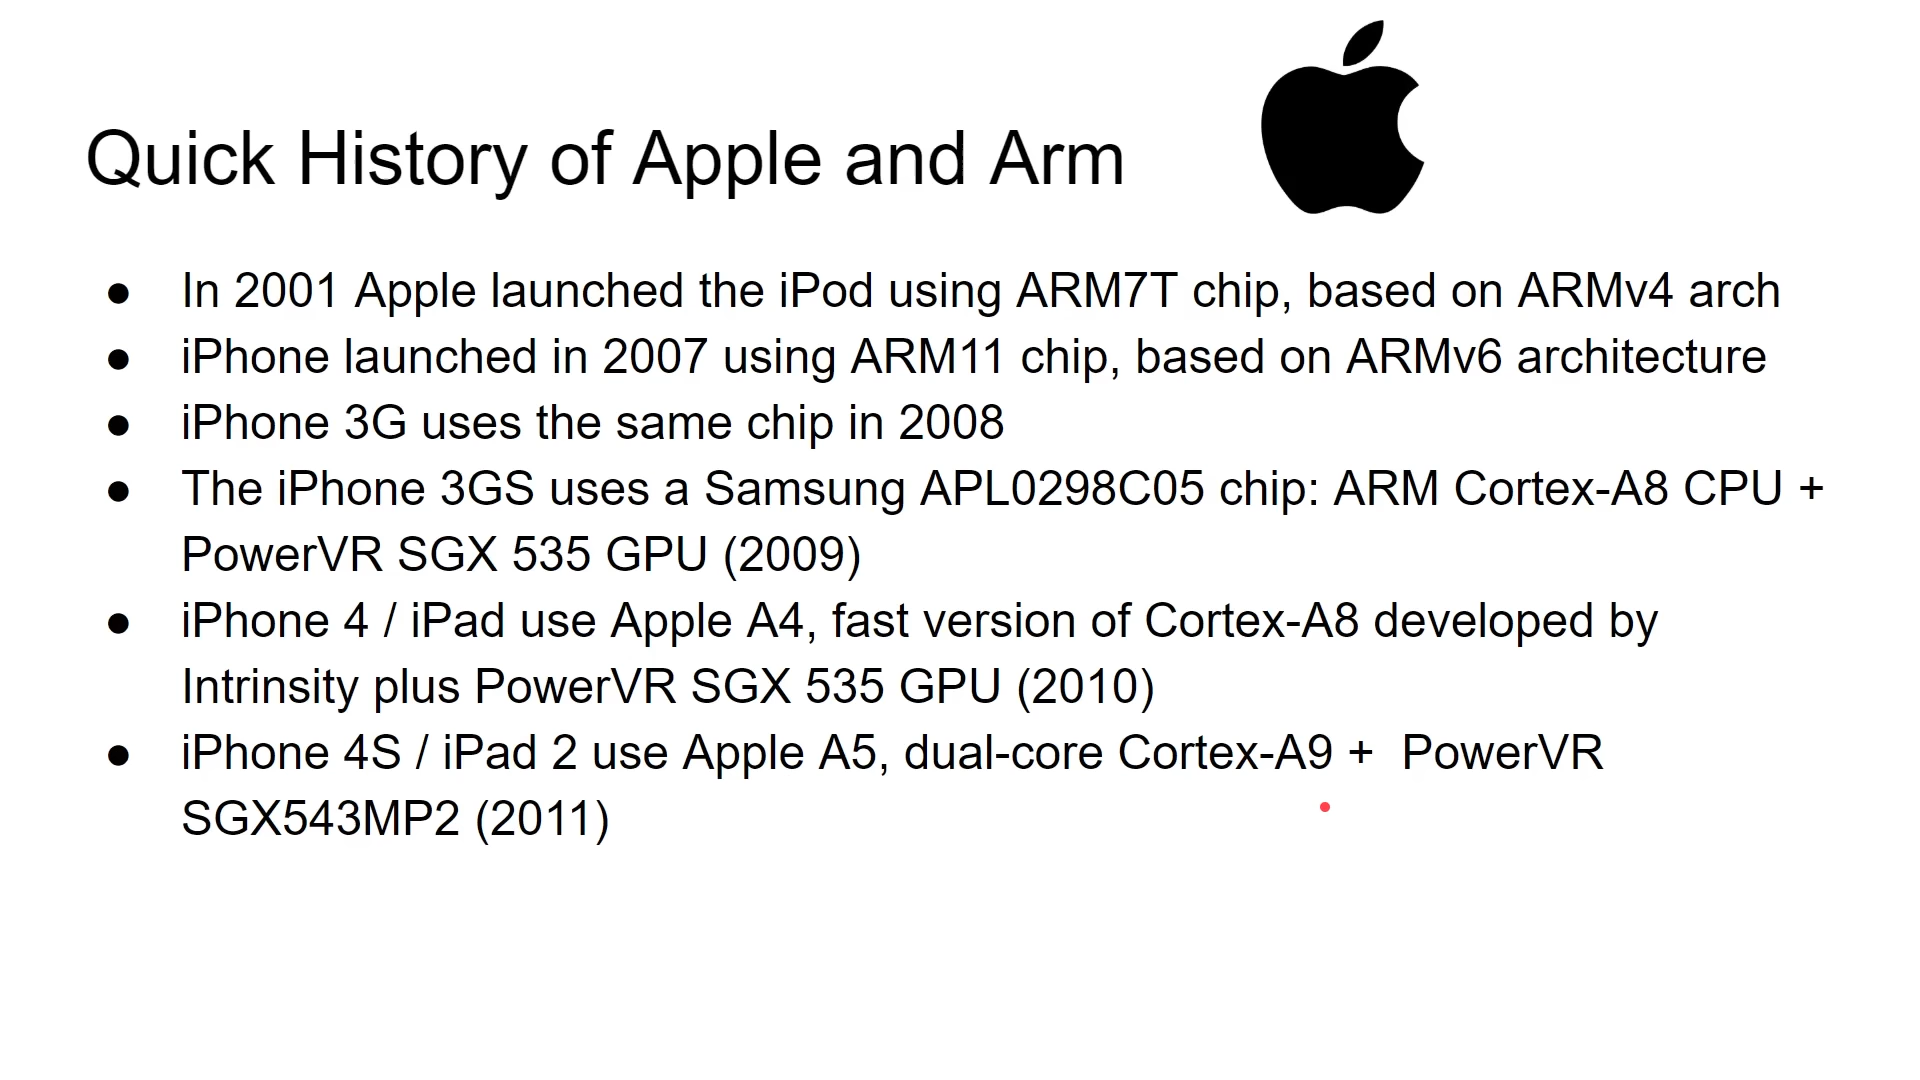 Quick History of Apple and Arm
● In 2001 Apple launched the iPod using ARM7T chip, based on ARMv4 arch
● iPhone launched in 2007 using ARM11 chip, based on ARMv6 architecture
● iPhone 3G uses the same chip in 2008
● The iPhone 3GS uses a Samsung APL0298C05 chip: ARM Cortex-A8 CPU +
PowerVR SGX 535 GPU (2009)
● iPhone 4 / iPad use Apple A4, fast version of Cortex-A8 developed by
Intrinsity plus PowerVR SGX 535 GPU (2010)
● iPhone 4S / iPad 2 use Apple A5, dual-core Cortex-A9 + PowerVR
SGX543MP2 (2011)